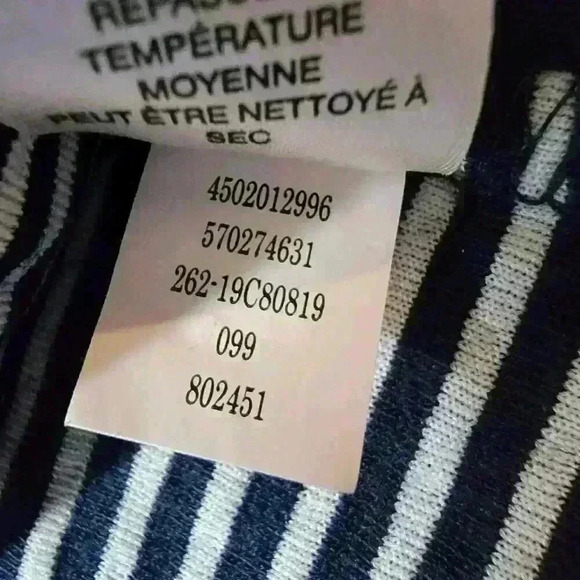 TEMPÉRATURE
MOYENNE
PEUT ÊTRE NETTOYÉ À
SEC
4502012996
570274631
262-19C80819
099
802451